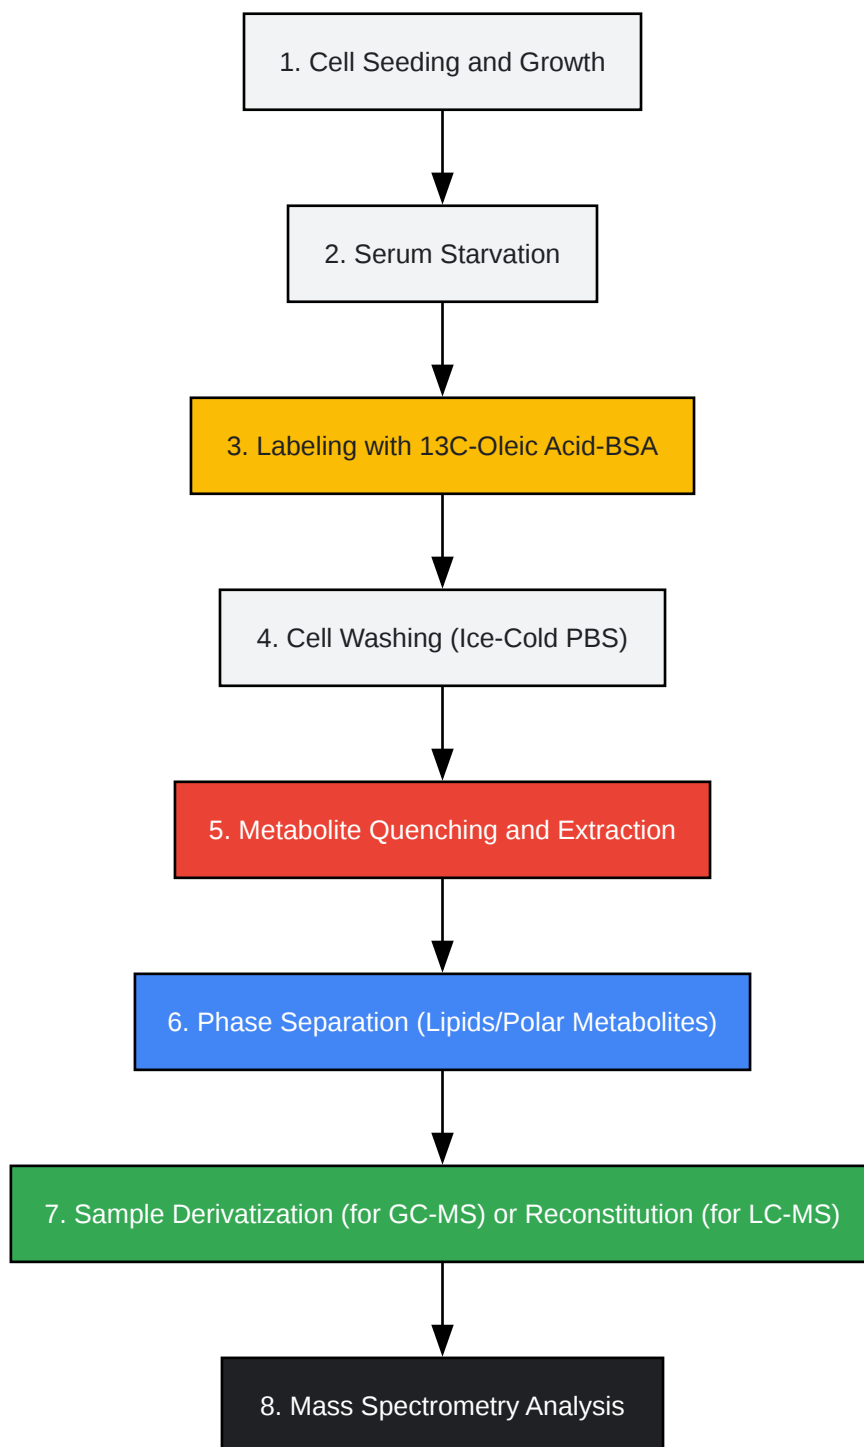 1. Cell Seeding and Growth
2. Serum Starvation
3. Labeling with 13C-Oleic Acid-BSA
4. Cell Washing (Ice-Cold PBS)
5. Metabolite Quenching and Extraction
6. Phase Separation (Lipids/Polar Metabolites)
7. Sample Derivatization (for GC-MS) or Reconstitution (for LC-MS)
8. Mass Spectrometry Analysis